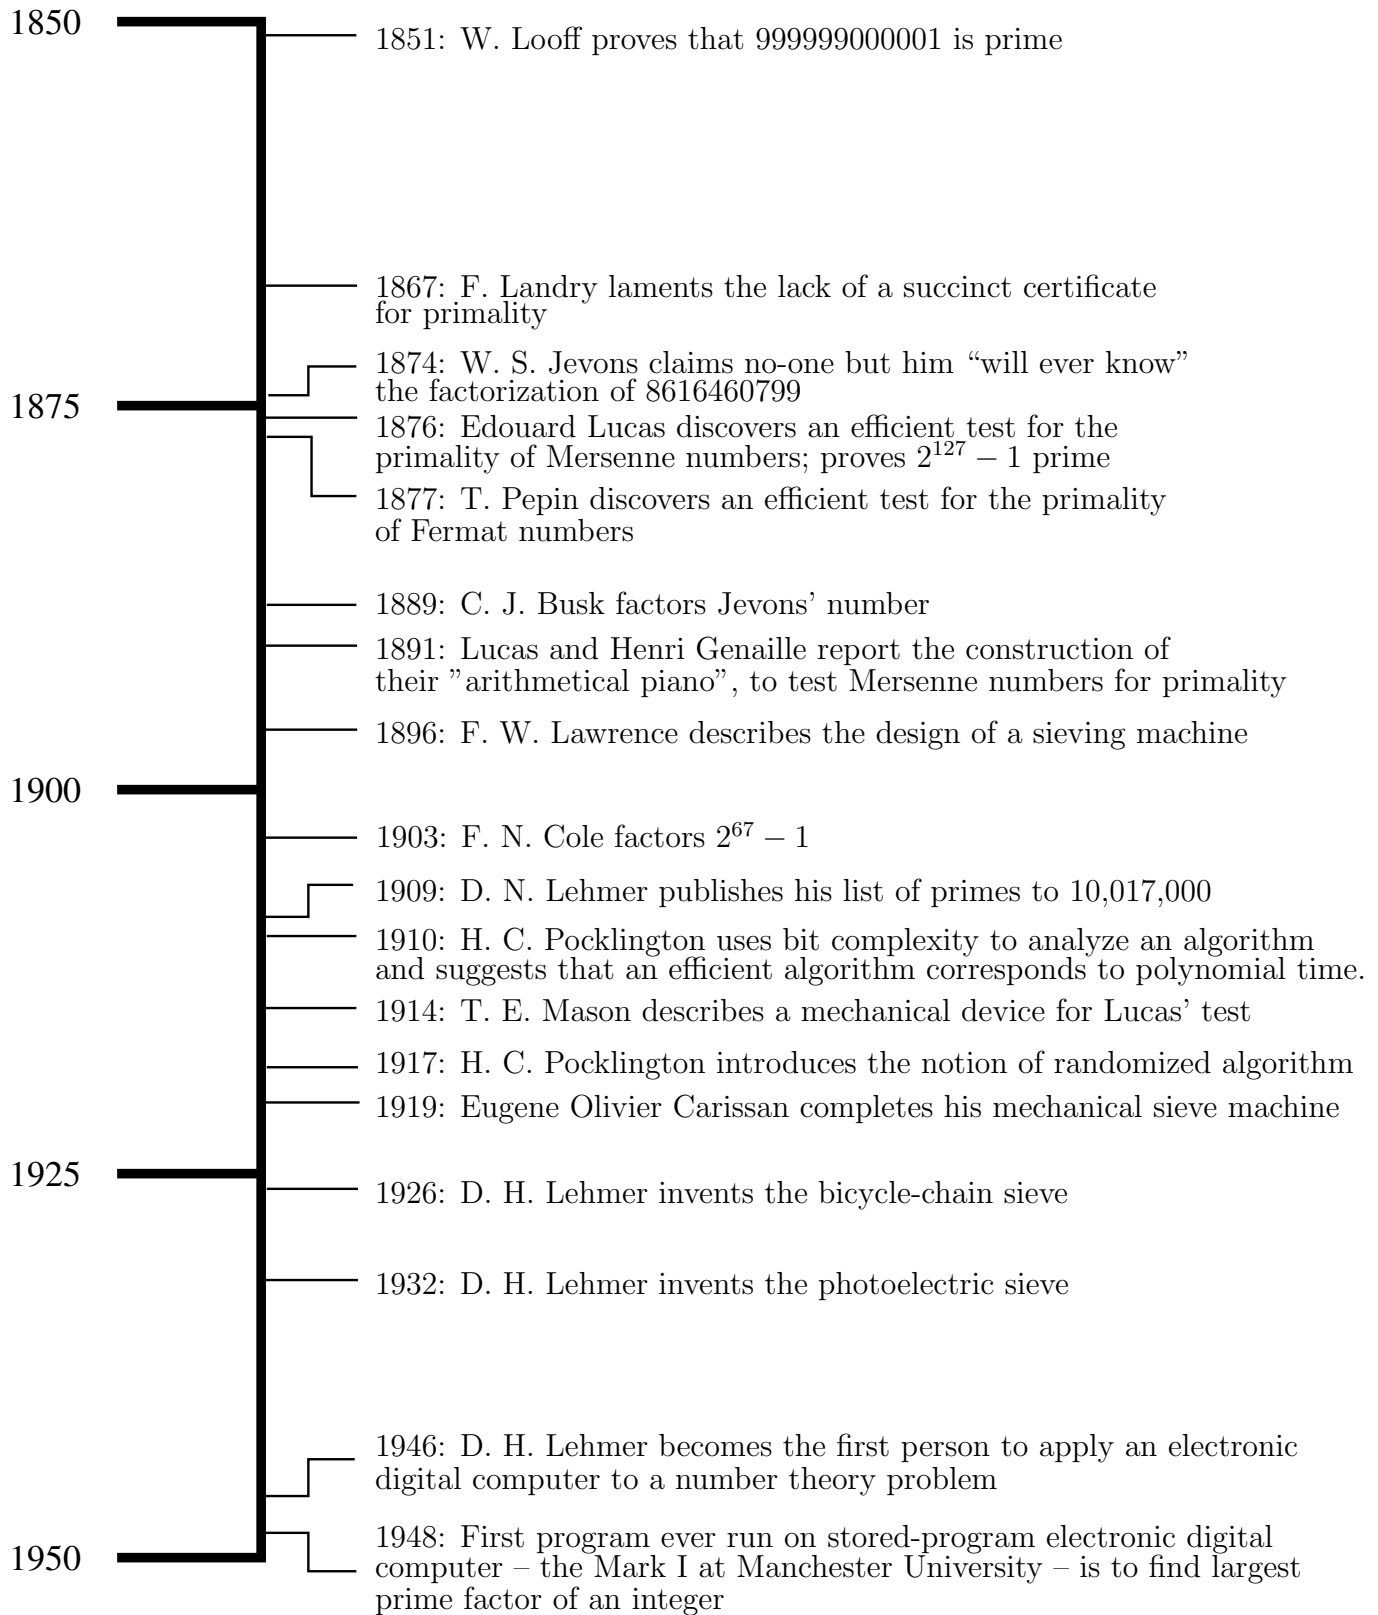 1850
1851: W. Looff proves that 999999000001 is prime
1867: F. Landry laments the lack of a succinct certificate
for primality
1874: W. S. Jevons claims no-one but him “will ever know”
the factorization of 8616460799
1875
1876: Edouard Lucas discovers an efficient test for the
primality of Mersenne numbers; proves 2^127 − 1 prime
1877: T. Pepin discovers an efficient test for the primality
of Fermat numbers
1889: C. J. Busk factors Jevons’ number
1891: Lucas and Henri Genaille report the construction of
their ”arithmetical piano”, to test Mersenne numbers for primality
1896: F. W. Lawrence describes the design of a sieving machine
1900
1903: F. N. Cole factors 2^67 − 1
1909: D. N. Lehmer publishes his list of primes to 10,017,000
1910: H. C. Pocklington uses bit complexity to analyze an algorithm
and suggests that an efficient algorithm corresponds to polynomial time.
1914: T. E. Mason describes a mechanical device for Lucas’ test
1917: H. C. Pocklington introduces the notion of randomized algorithm
1919: Eugene Olivier Carissan completes his mechanical sieve machine
1925
1926: D. H. Lehmer invents the bicycle-chain sieve
1932: D. H. Lehmer invents the photoelectric sieve
1946: D. H. Lehmer becomes the first person to apply an electronic
digital computer to a number theory problem
1948: First program ever run on stored-program electronic digital
1950
computer – the Mark I at Manchester University – is to find largest
prime factor of an integer